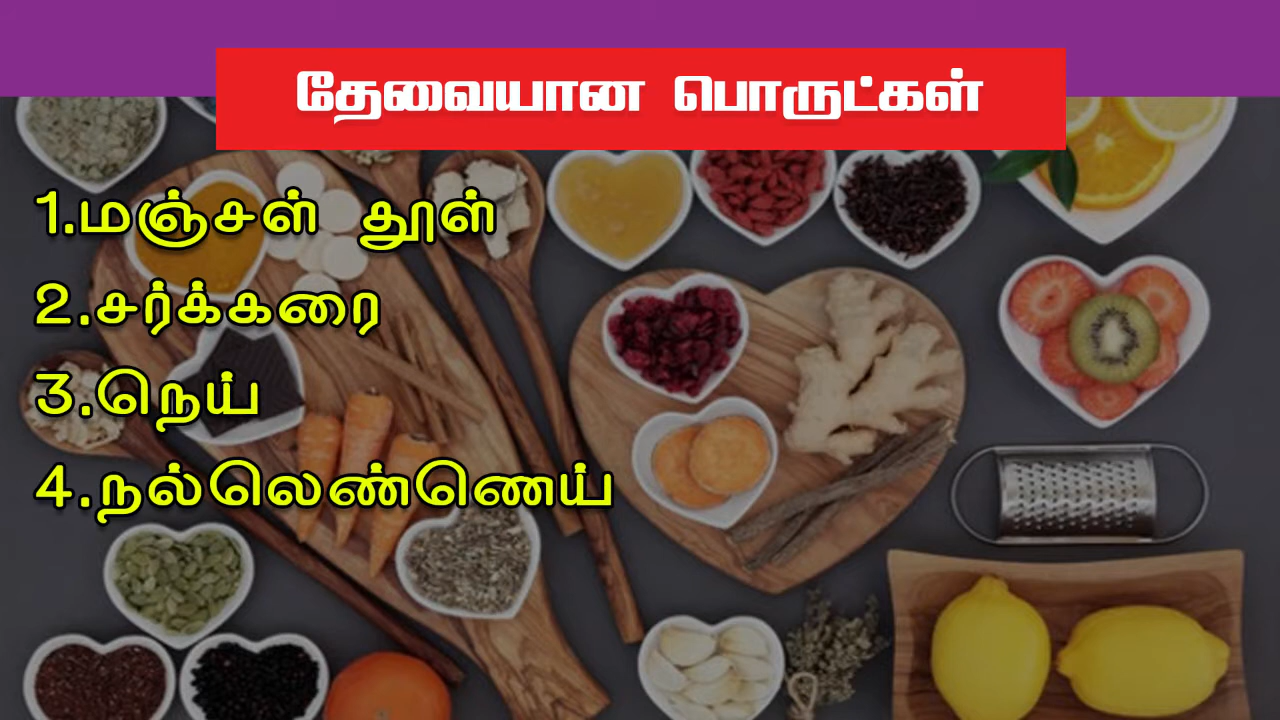 தேவையான பொருட்கள்
1.மஞ்சள் தூள்
2.சர்க்கரை
3.நெய்
4.நல்லெண்ணெய்